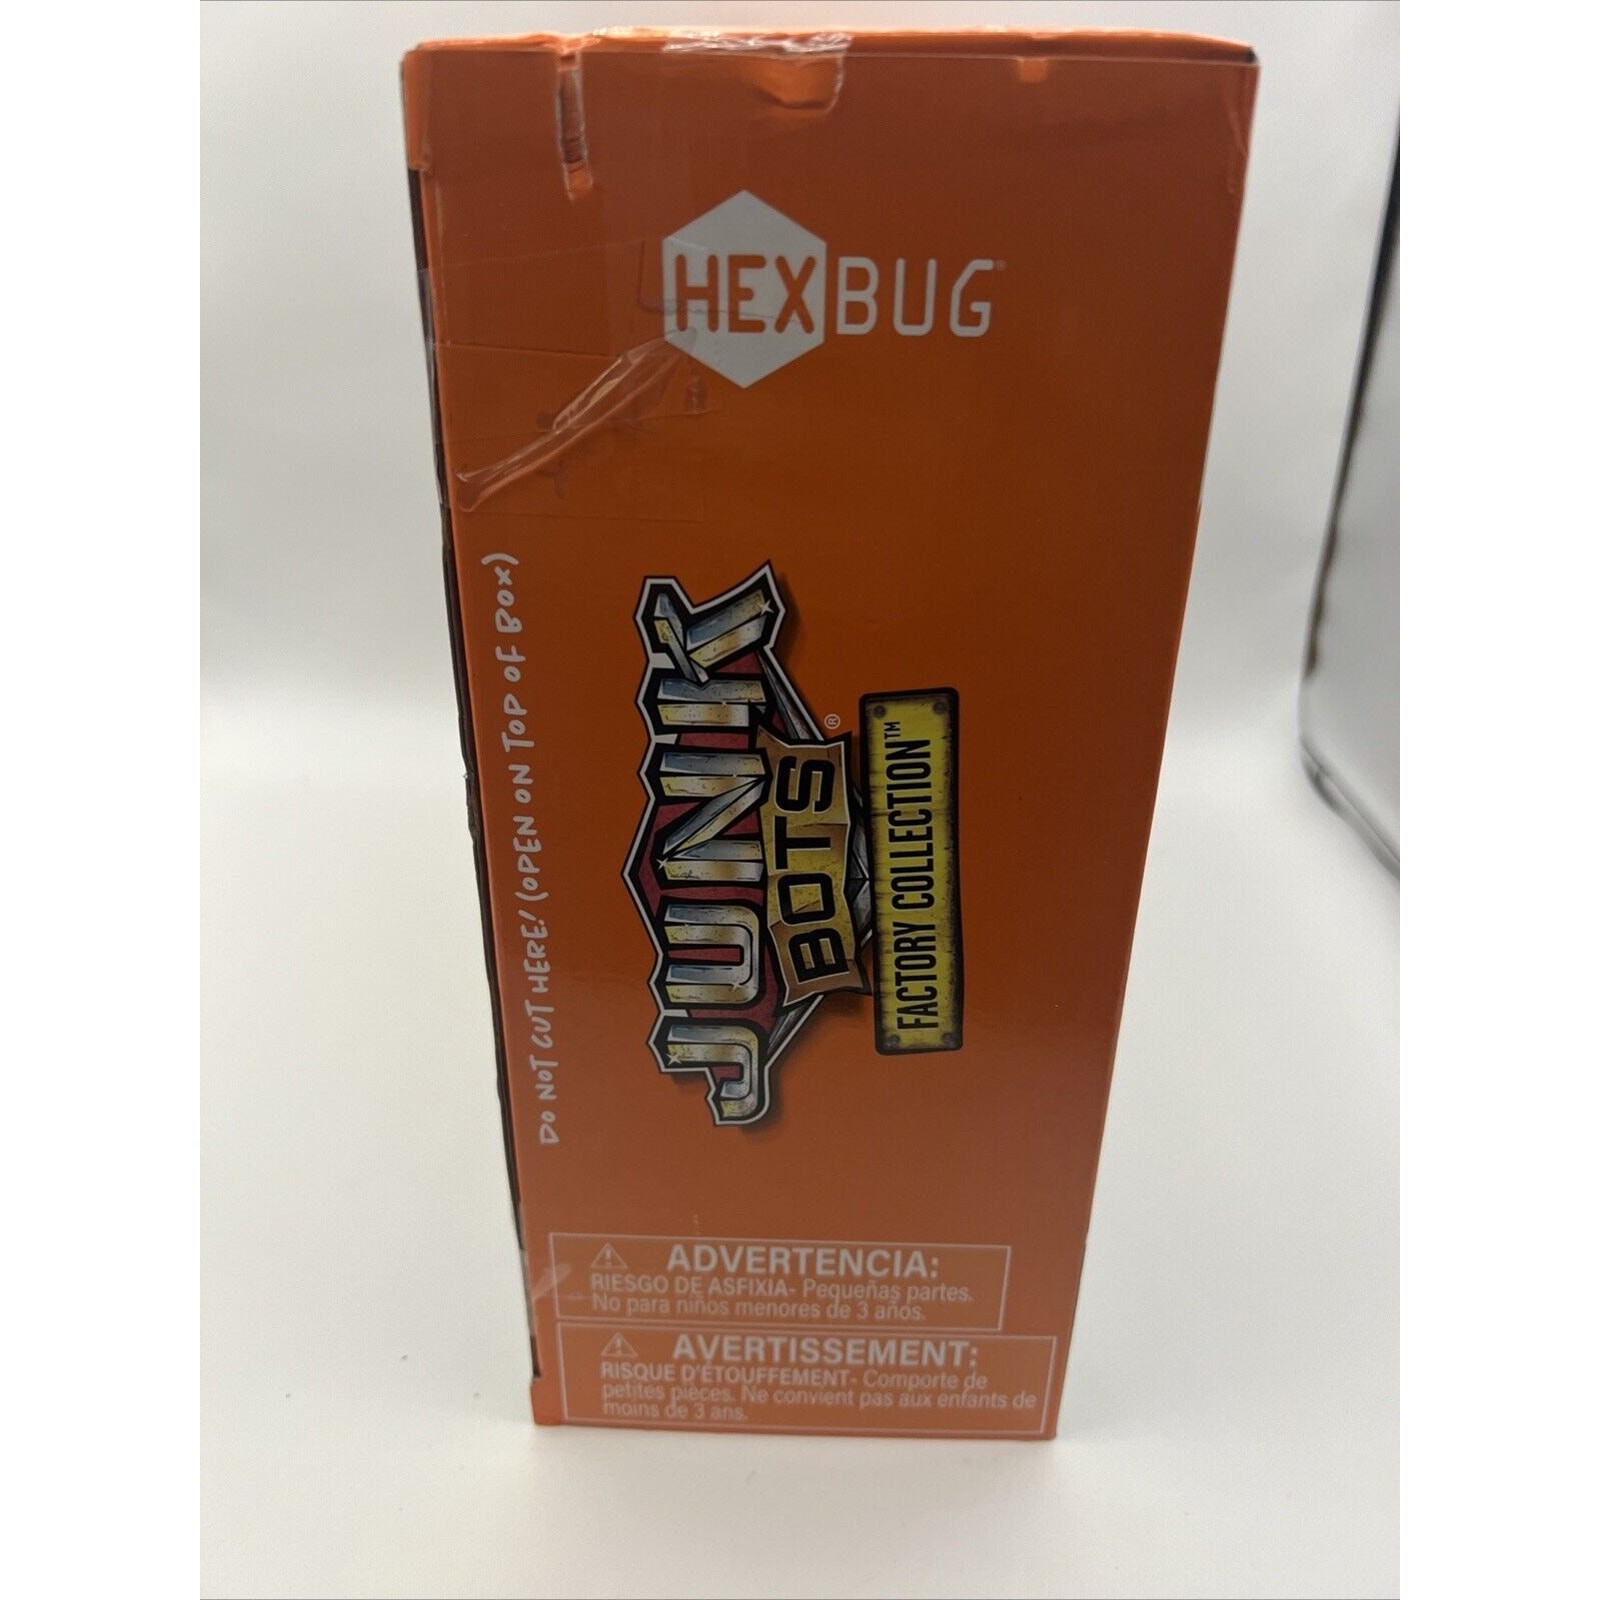 HEXBUG®
DO NOT CUT HERE! (OPEN ON TOP OF BOX)
JUNK
BOTS®
FACTORY COLLECTION™
ADVERTENCIA:
RIESGO DE ASFIXIA- Pequeñas partes.
No para niños menores de 3 años.
AVERTISSEMENT:
RISQUE D'ÉTOUFFEMENT- Comporte de
petites pièces. Ne convient pas aux enfants de
moins de 3 ans.